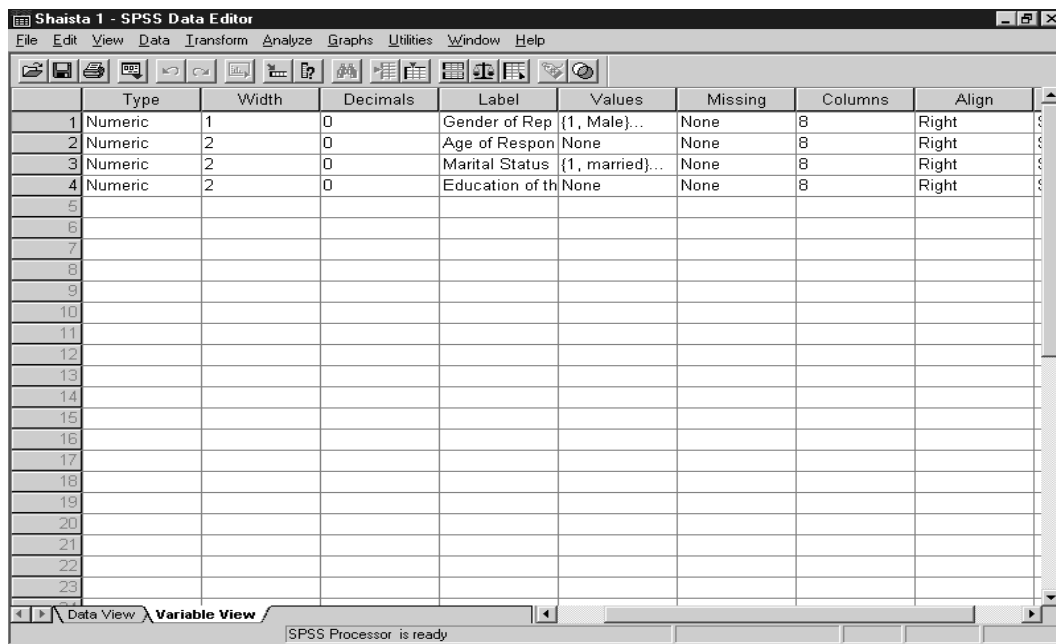 Shaista 1 - SPSS Data Editor
File Edit View Data Transform Analyze Graphs Utilities Window Help
Type Width Decimals Label Values Missing Columns Align
1 Numeric 1 0 Gender of Rep {1, Male}... None 8 Right
2 Numeric 2 0 Age of Respon None None 8 Right
3 Numeric 2 0 Marital Status {1, married}... None 8 Right
4 Numeric 2 0 Education of th None None 8 Right
5
6
7
8
9
10
11
12
13
14
15
16
17
18
19
20
21
22
23
Data View Variable View
SPSS Processor is ready